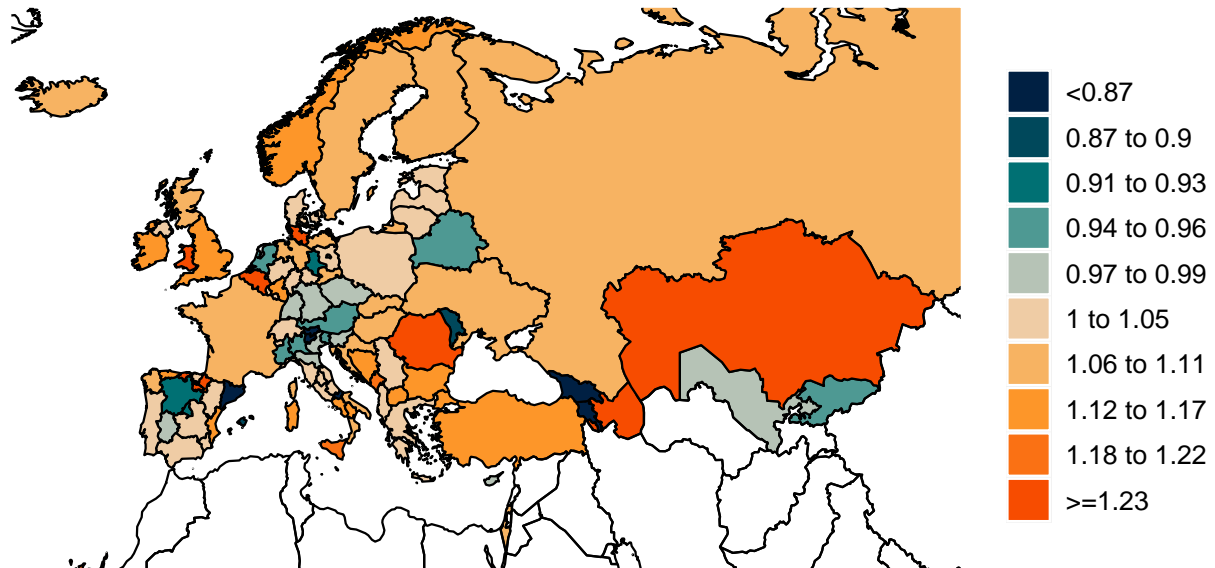 <0.87
0.87 to 0.9
0.91 to 0.93
0.94 to 0.96
0.97 to 0.99
1 to 1.05
1.06 to 1.11
1.12 to 1.17
1.18 to 1.22
>=1.23